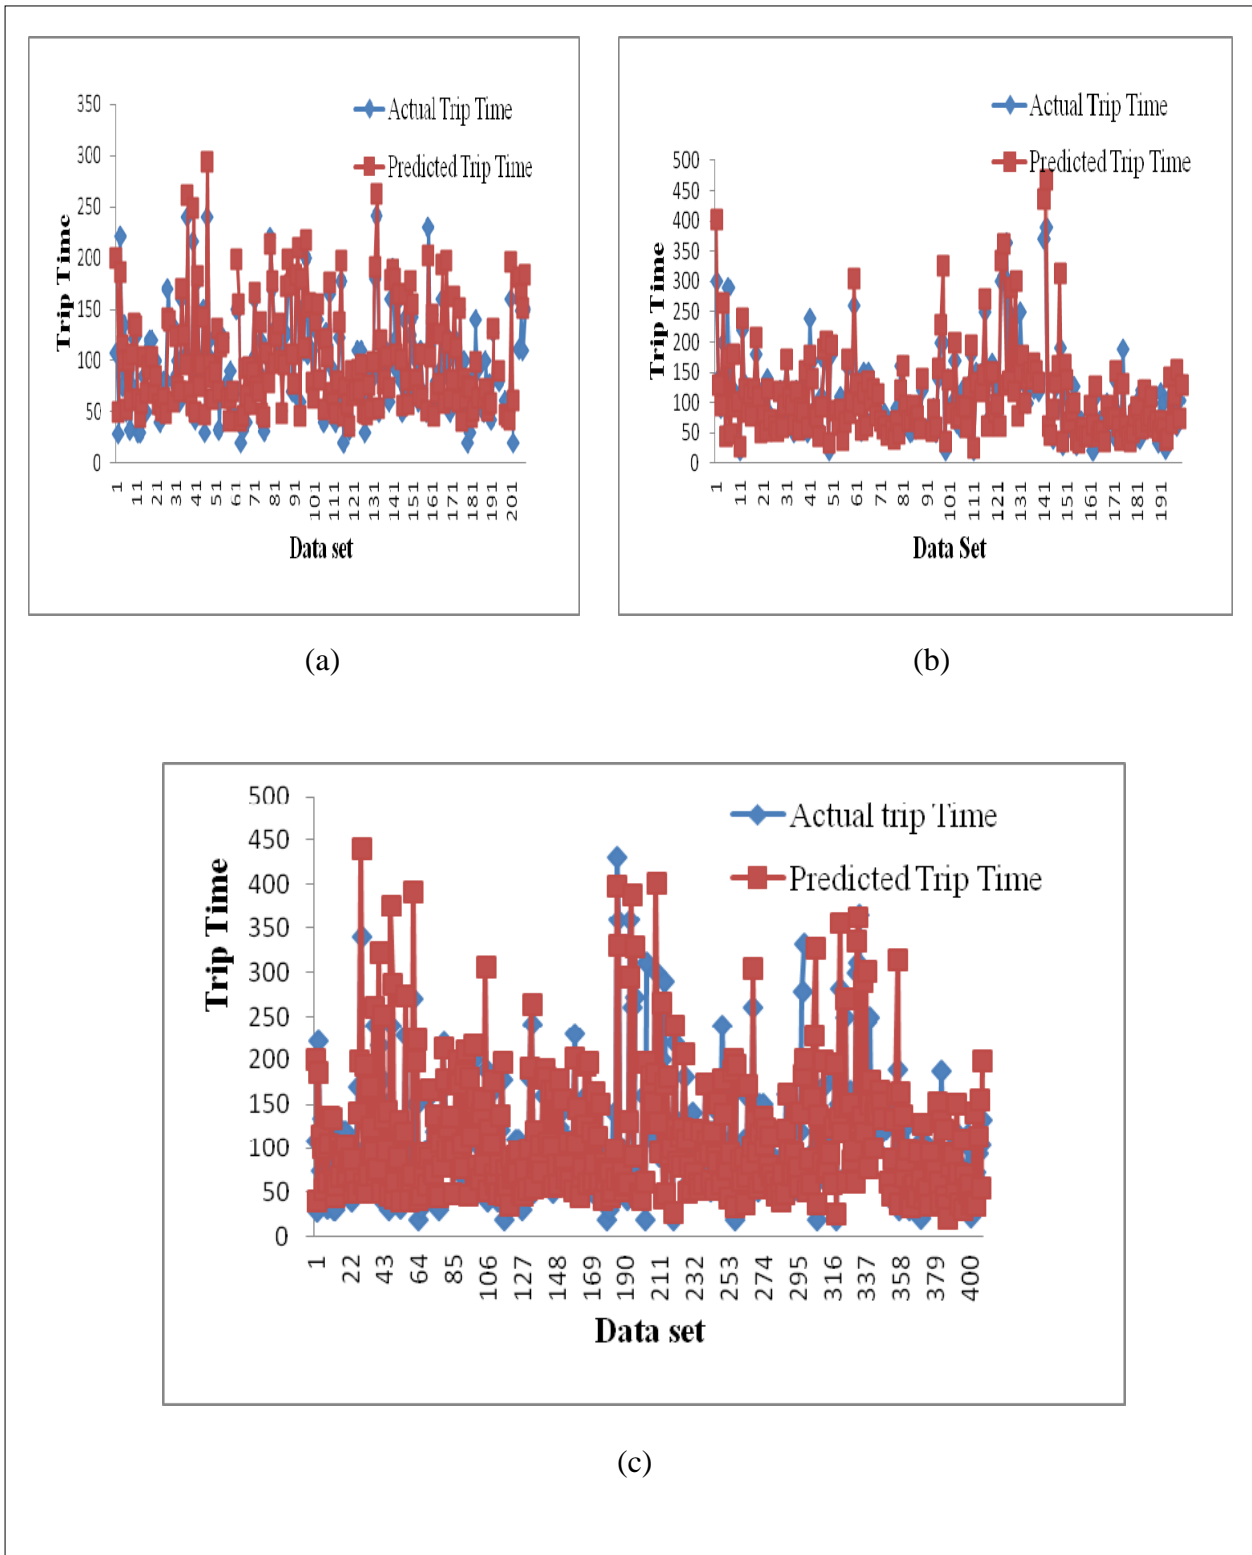 350
300
250
200
150
100
50
0
Trip Time
Actual Trip Time
Predicted Trip Time
1 11 21 31 41 51 61 71 81 91 101 111 121 131 141 151 161 171 181 191 201
Data set
(a)
500
450
400
350
300
250
200
150
100
50
0
Trip Time
Actual Trip Time
Predicted Trip Time
1 11 21 31 41 51 61 71 81 91 101 111 121 131 141 151 161 171 181 191
Data Set
(b)
500
450
400
350
300
250
200
150
100
50
0
Trip Time
Actual trip Time
Predicted Trip Time
1 22 43 64 85 106 127 148 169 190 211 232 253 274 295 316 337 358 379 400
Data set
(c)